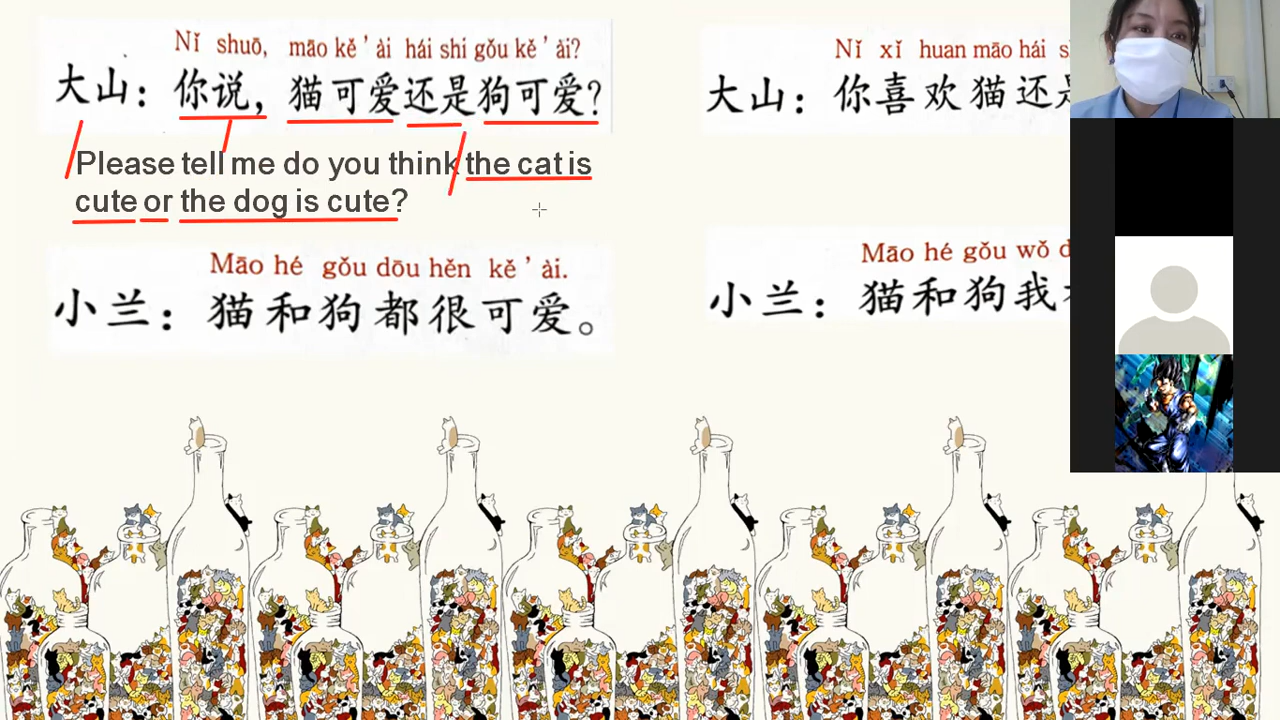 Nǐ shuō, māo kě'ài hái shi gǒu kě'ài?
大山：你说，猫可爱还是狗可爱？
Please tell me do you think the cat is
cute or the dog is cute?
Māo hé gǒu dōu hěn kě'ài.
小兰：猫和狗都很可爱。
Nǐ xǐ huan māo hái
大山：你喜欢猫还
Māo hé gǒu wǒ
小兰：猫和狗我